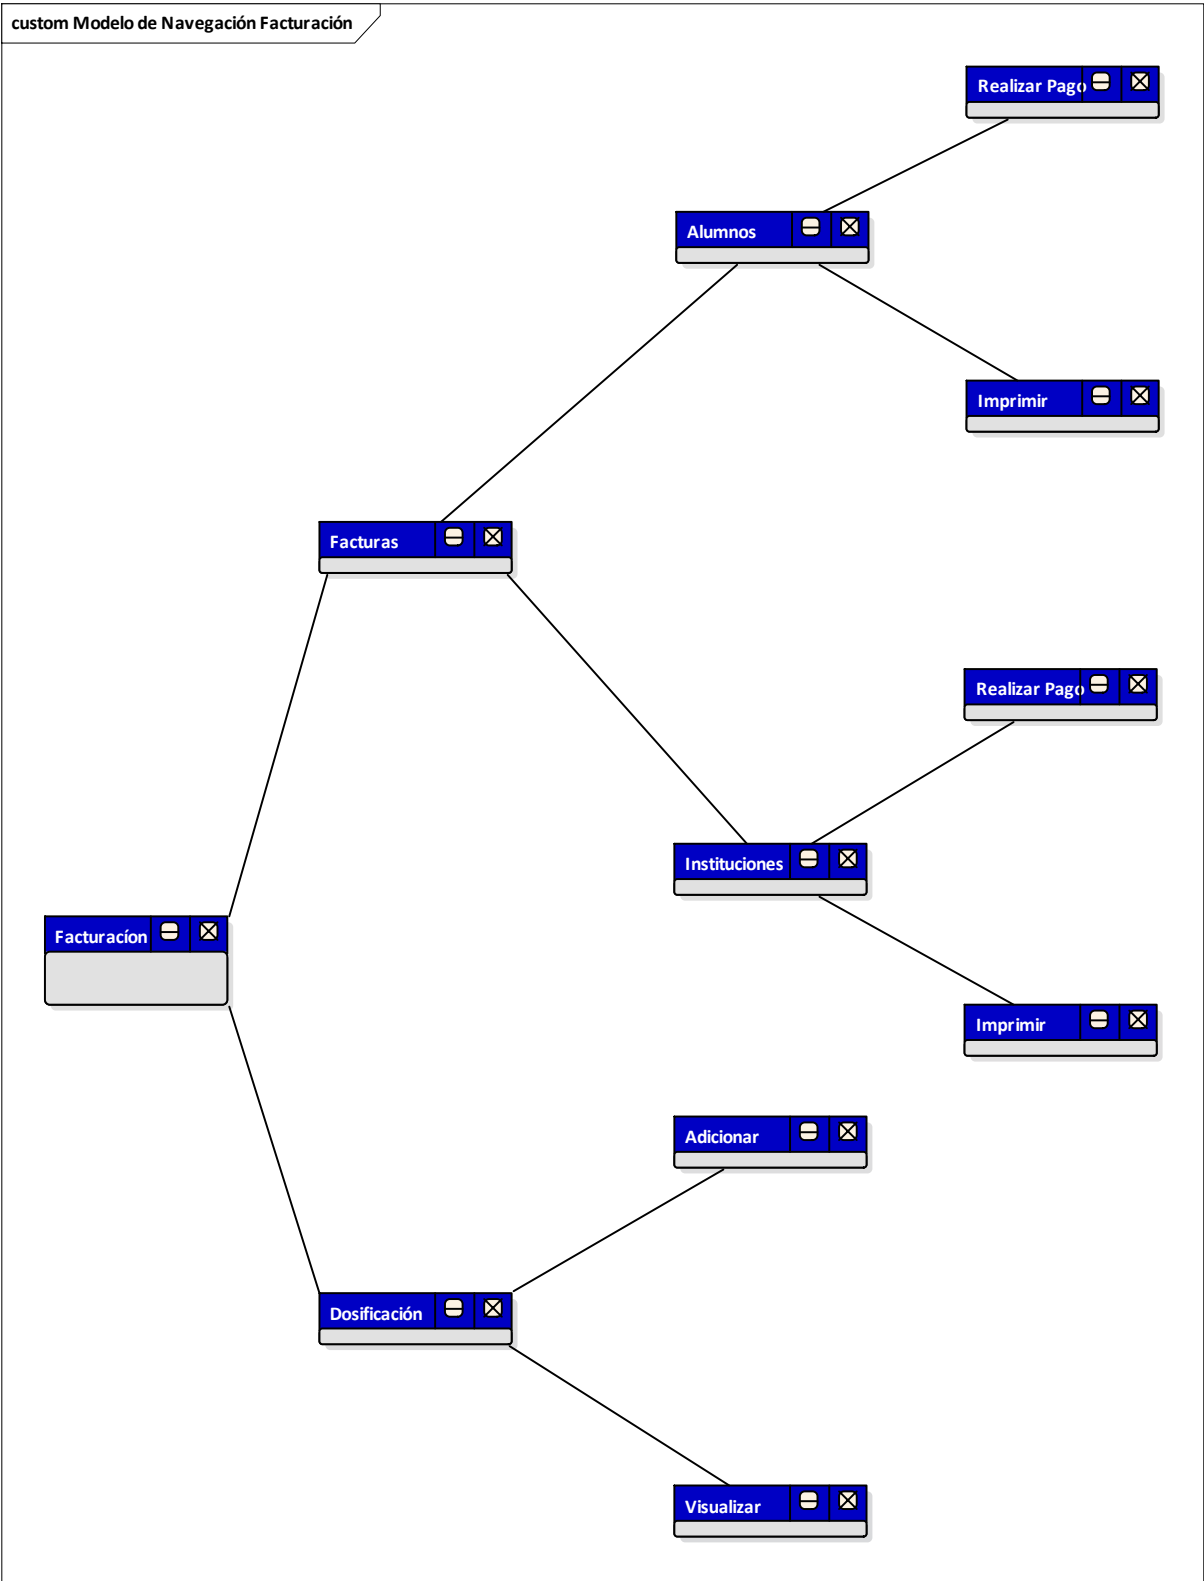 custom Modelo de Navegación Facturación
Realizar Pago
Alumnos
Imprimir
Facturas
Realizar Pago
Instituciones
Facturacíon
Imprimir
Adicionar
Dosificación
Visualizar